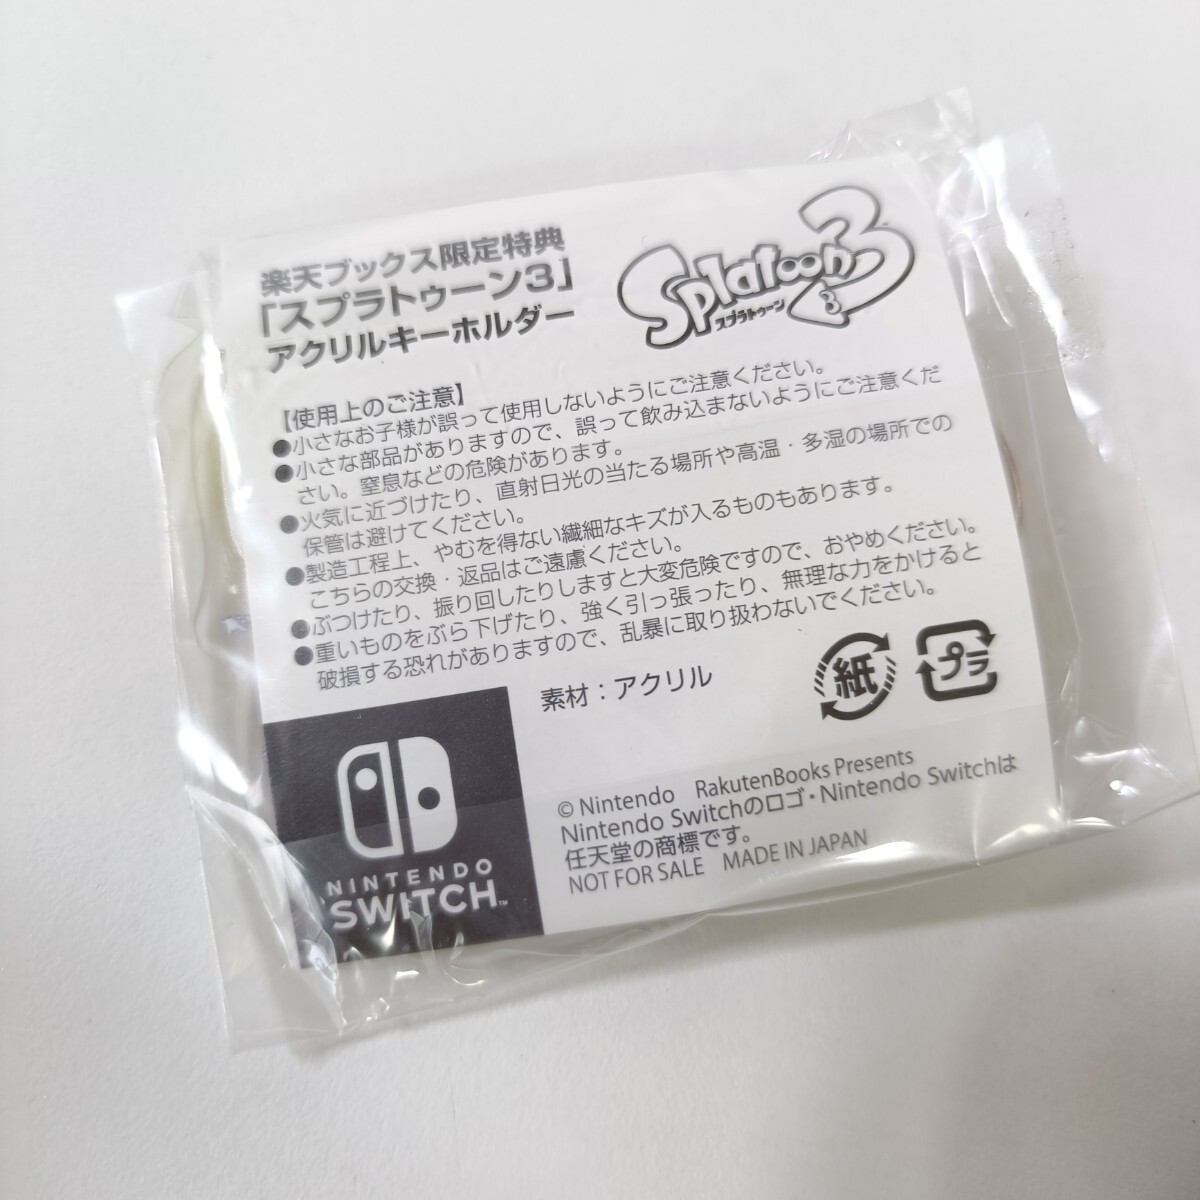 楽天ブックス限定特典
「スプラトゥーン3」
アクリルキーホルダー
Splatoon 3
スプラトゥーン
【使用上のご注意】
●小さなお子様が誤って使用しないようにご注意ください。
●小さな部品がありますので、誤って飲み込まないようにご注意くだ
さい。窒息などの危険があります。
●火気に近づけたり、直射日光の当たる場所や高温・多湿の場所での
保管は避けてください。
●製造工程上、やむを得ない繊細なキズが入るものもあります。
こちらの交換・返品はご遠慮ください。
●ぶつけたり、振り回したりしますと大変危険ですので、おやめください。
●重いものをぶら下げたり、強く引っ張ったり、無理な力をかけると
破損する恐れがありますので、乱暴に取り扱わないでください。
素材：アクリル
紙
プラ
NINTENDO
SWITCH™
© Nintendo RakutenBooks Presents
Nintendo Switchのロゴ・Nintendo Switchは
任天堂の商標です。
NOT FOR SALE MADE IN JAPAN